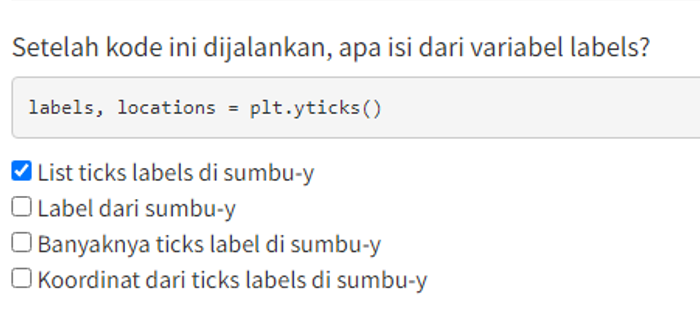 Setelah kode ini dijalankan, apa isi dari variabel labels?
labels, locations = plt.yticks()
List ticks labels di sumbu-y
Label dari sumbu-y
Banyaknya ticks label di sumbu-y
Koordinat dari ticks labels di sumbu-y